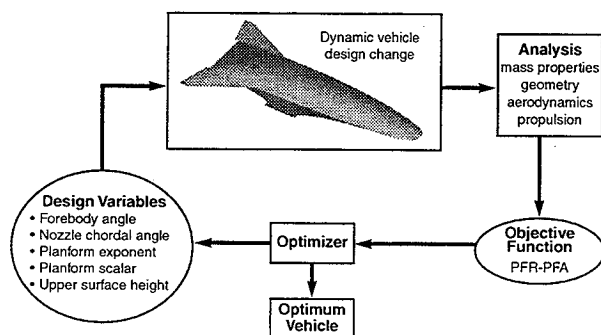 Dynamic vehicle
design change
Analysis
mass properties
geometry
aerodynamics
propulsion
Design Variables
• Forebody angle
• Nozzle chordal angle
• Planform exponent
• Planform scalar
• Upper surface height
Optimizer
Objective
Function
PFR-PFA
Optimum
Vehicle